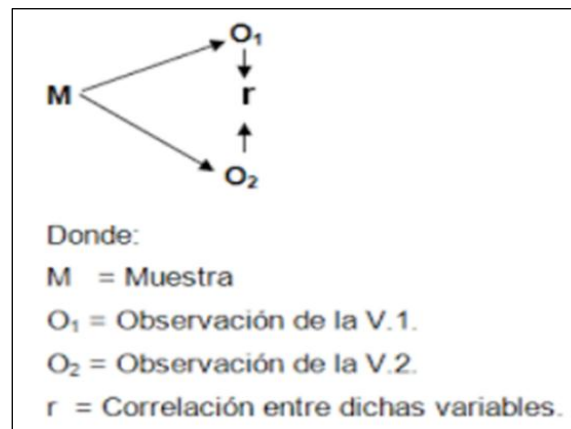 O₁
M r
O₂
Donde:
M = Muestra
O₁ = Observación de la V.1.
O₂ = Observación de la V.2.
r = Correlación entre dichas variables.